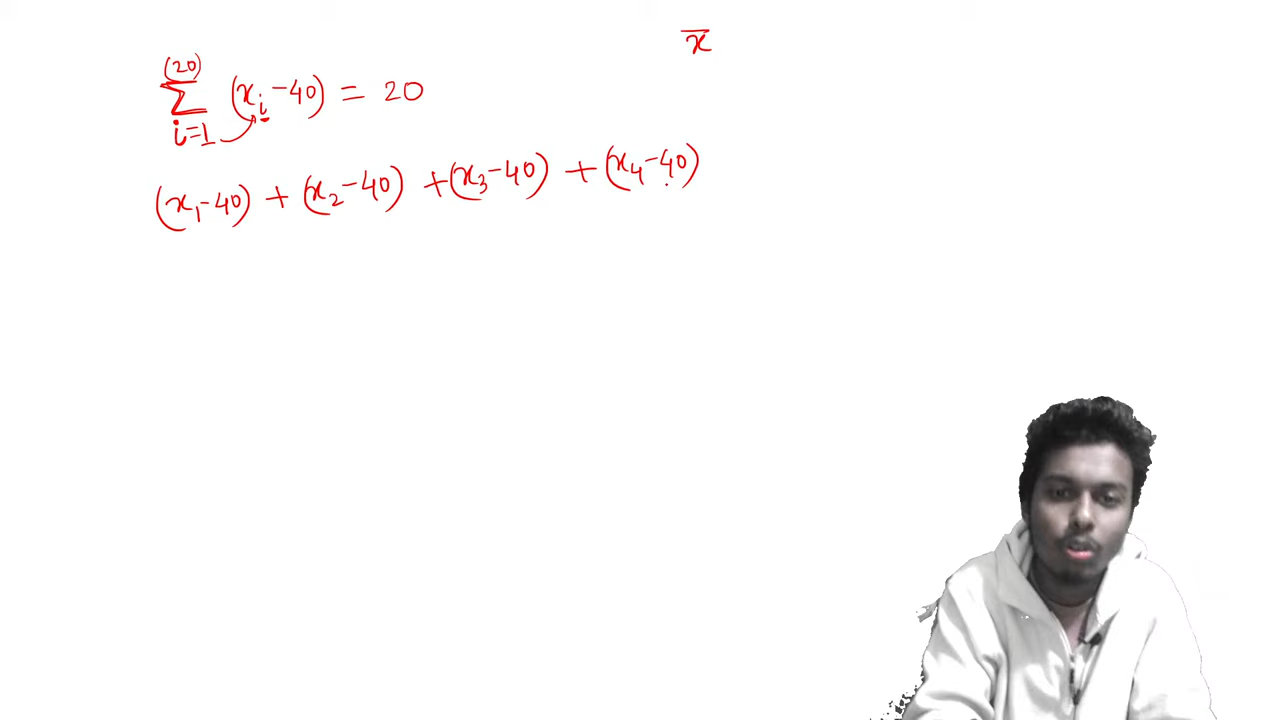 x̄
(20)
∑ (xᵢ-40) = 20
i=1
(x₁-40) + (x₂-40) + (x₃-40) + (x₄-40)